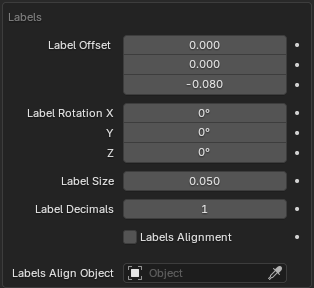 Labels
Label Offset 0.000
0.000
-0.080
Label Rotation X 0°
Y 0°
Z 0°
Label Size 0.050
Label Decimals 1
Labels Alignment
Labels Align Object Object